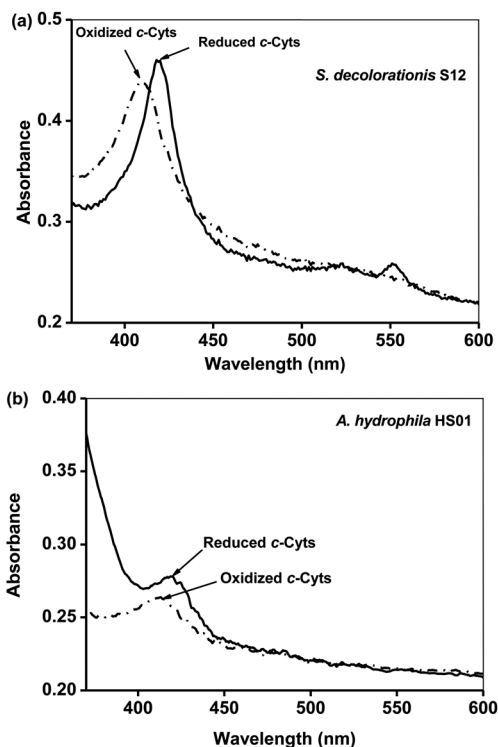 (a)
Oxidized c-Cyts
Reduced c-Cyts
S. decolorationis S12
0.5
0.4
0.3
0.2
Absorbance
400
450
500
550
600
Wavelength (nm)
(b)
0.40
A. hydrophila HS01
0.35
0.30
0.25
0.20
Absorbance
Reduced c-Cyts
Oxidized c-Cyts
400
450
500
550
600
Wavelength (nm)